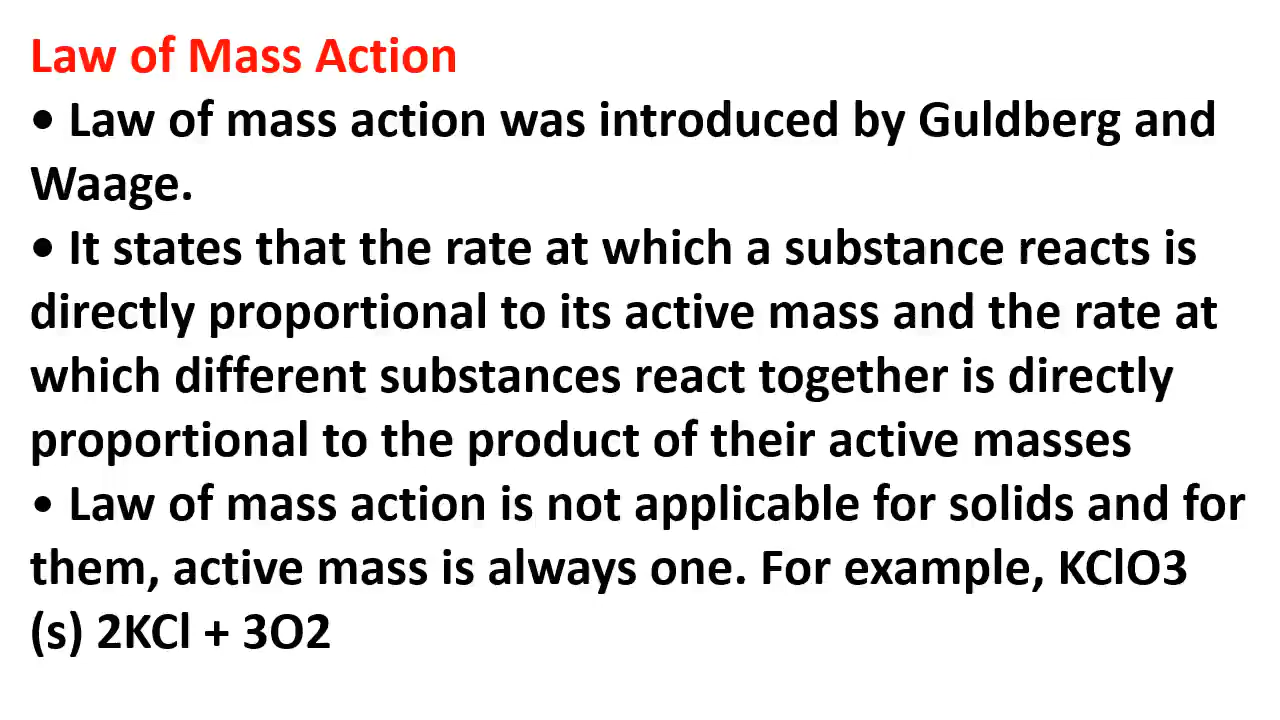 Law of Mass Action
• Law of mass action was introduced by Guldberg and
Waage.
• It states that the rate at which a substance reacts is
directly proportional to its active mass and the rate at
which different substances react together is directly
proportional to the product of their active masses
• Law of mass action is not applicable for solids and for
them, active mass is always one. For example, KClO3
(s) 2KCl + 3O2